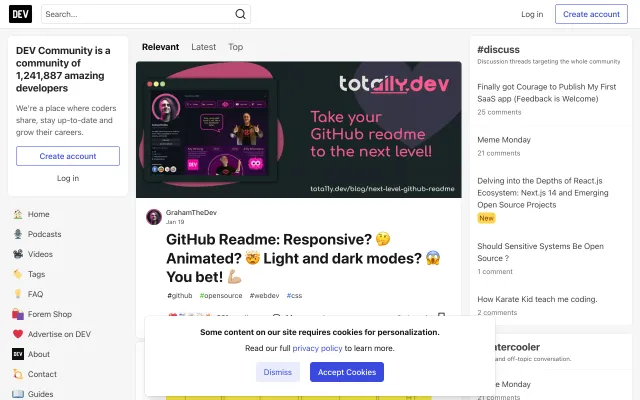 DEV
Search...
Log in
Create account
DEV Community is a
community of
1,241,887 amazing
developers
We're a place where coders
share, stay up-to-date and
grow their careers.
Create account
Log in
Home
Podcasts
Videos
Tags
FAQ
Forem Shop
Advertise on DEV
DEV
About
Contact
Guides
Relevant
Latest
Top
tota11y.dev
Take your
GitHub readme
to the next level!
tota11y.dev/blog/next-level-github-readme
GrahamTheDev
Jan 19
GitHub Readme: Responsive? 🤔
Animated? 🤯 Light and dark modes? 😱
You bet! 💪🏼
#github
#opensource
#webdev
#css
Some content on our site requires cookies for personalization.
Read our full privacy policy to learn more.
Dismiss
Accept Cookies
#discuss
Discussion threads targeting the whole community
Finally got Courage to Publish My First
SaaS app (Feedback is Welcome)
25 comments
Meme Monday
21 comments
Delving into the Depths of React.js
Ecosystem: Next.js 14 and Emerging
Open Source Projects
New
Should Sensitive Systems Be Open
Source ?
1 comment
How Karate Kid teach me coding.
2 comments
and off-topic conversation.
Monday
21 comments